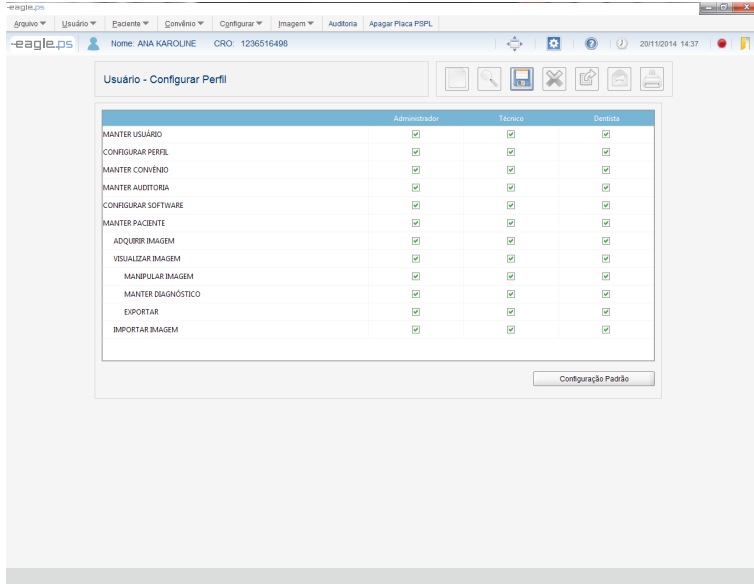 eagle.ps
Arquivo Usuário Paciente Convênio Configurar Imagem Auditoria Apagar Placa PSPL
eagle.ps Nome: ANA KAROLINE CRO: 1236516498 20/11/2014 14:37
Usuário - Configurar Perfil
Administrador Técnico Dentista
MANTER USUÁRIO
CONFIGURAR PERFIL
MANTER CONVÊNIO
MANTER AUDITORIA
CONFIGURAR SOFTWARE
MANTER PACIENTE
ADQUIRIR IMAGEM
VISUALIZAR IMAGEM
MANIPULAR IMAGEM
MANTER DIAGNÓSTICO
EXPORTAR
IMPORTAR IMAGEM
Configuração Padrão